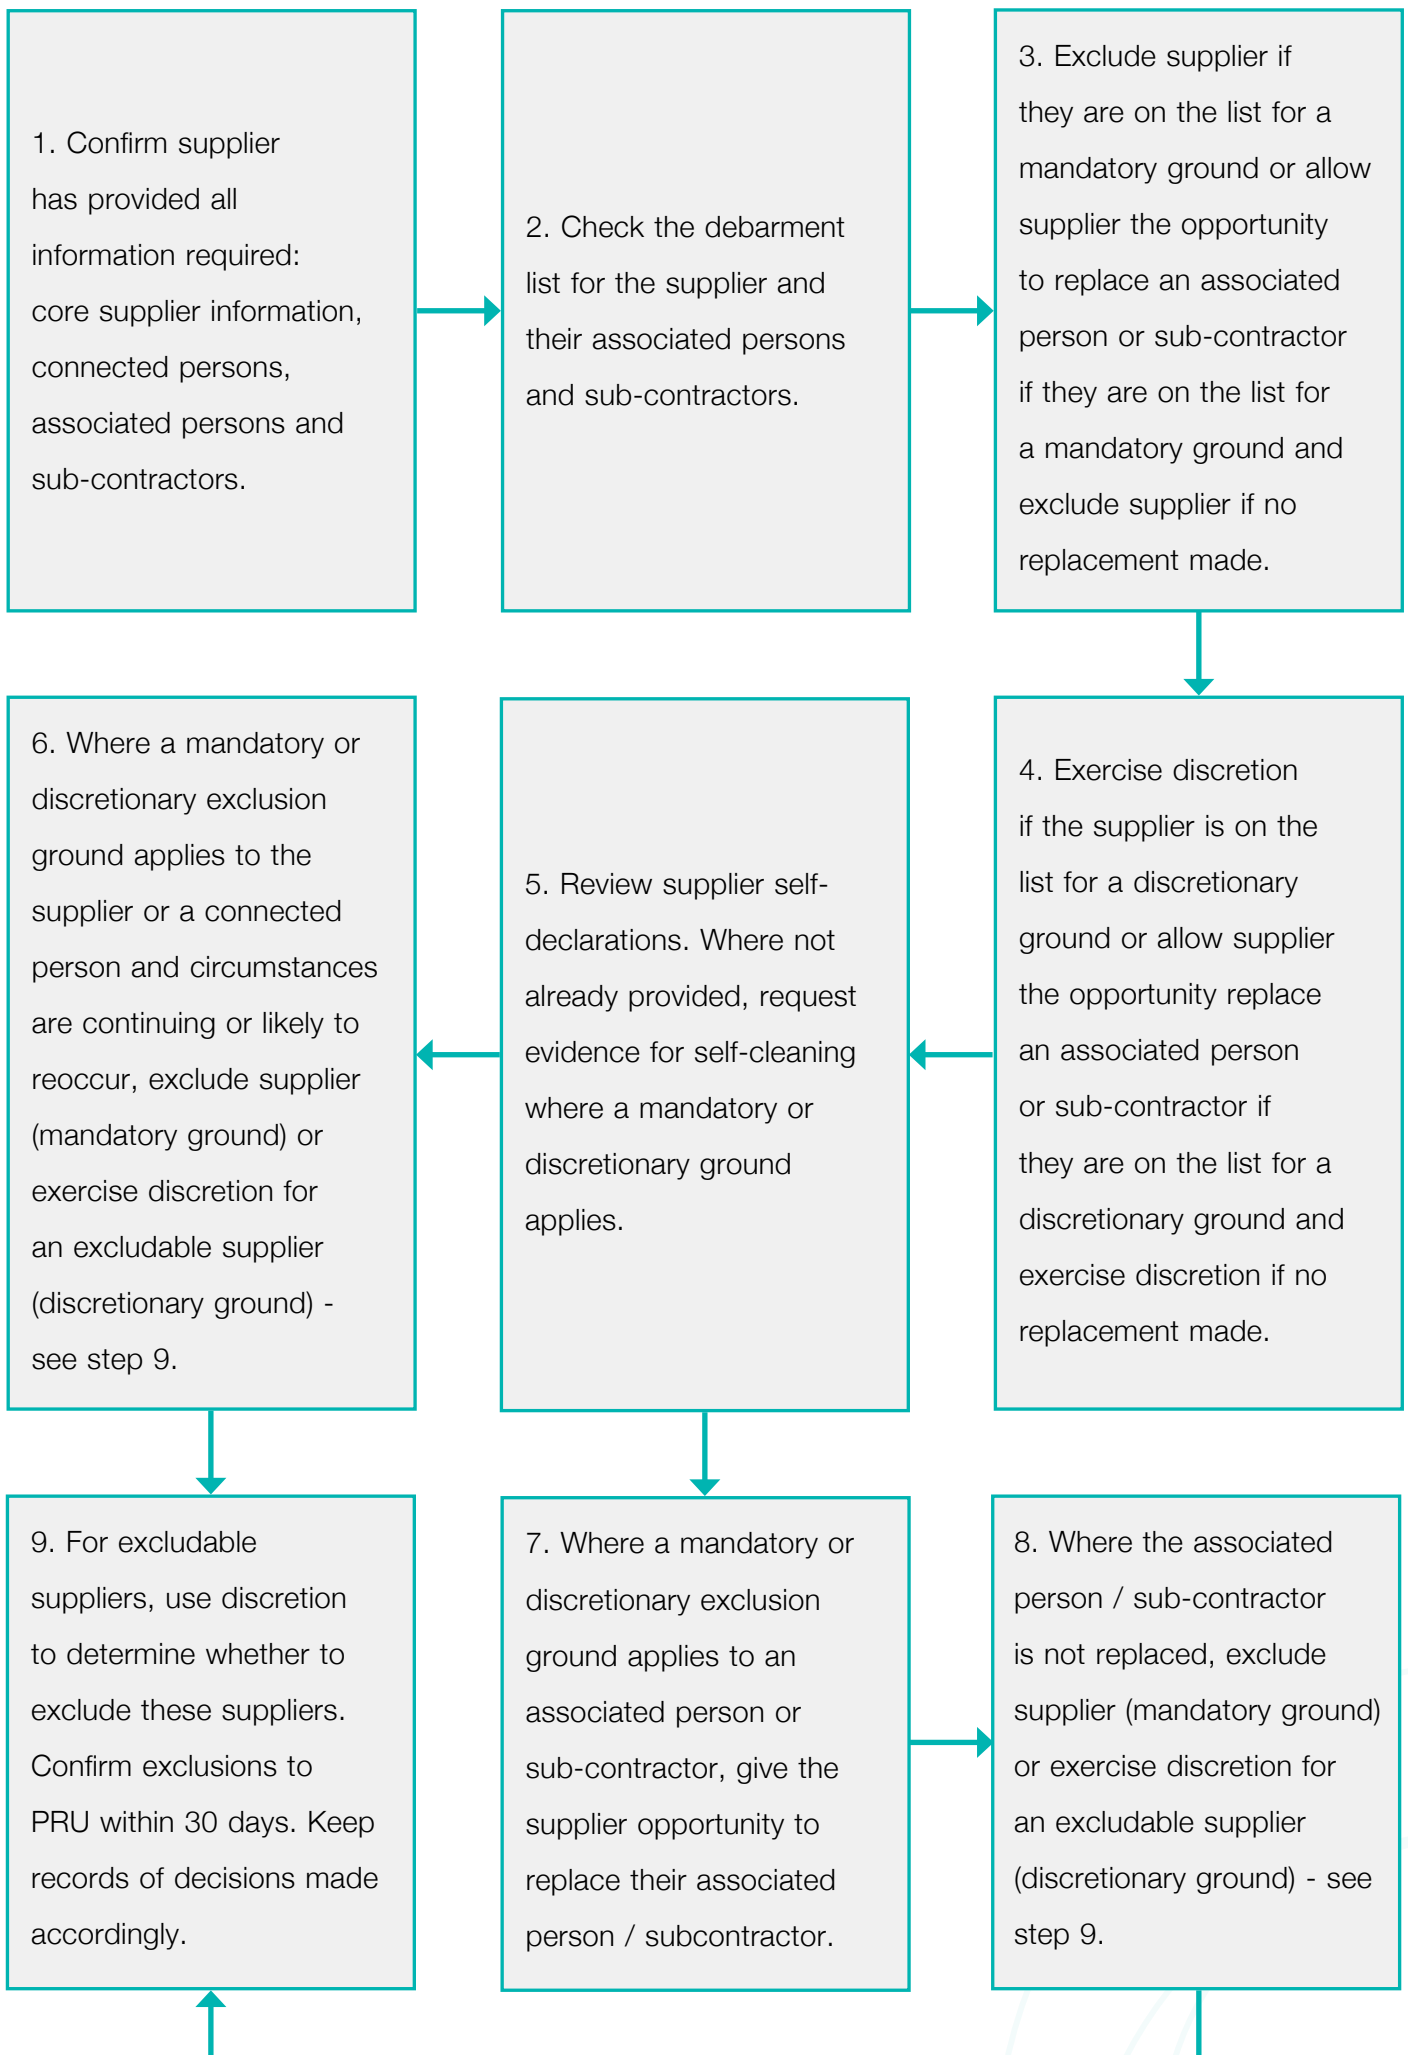 1. Confirm supplier
has provided all
information required:
core supplier information,
connected persons,
associated persons and
sub-contractors.
2. Check the debarment
list for the supplier and
their associated persons
and sub-contractors.
3. Exclude supplier if
they are on the list for a
mandatory ground or allow
supplier the opportunity
to replace an associated
person or sub-contractor
if they are on the list for
a mandatory ground and
exclude supplier if no
replacement made.
4. Exercise discretion
if the supplier is on the
list for a discretionary
ground or allow supplier
the opportunity replace
an associated person
or sub-contractor if
they are on the list for a
discretionary ground and
exercise discretion if no
replacement made.
5. Review supplier self-
declarations. Where not
already provided, request
evidence for self-cleaning
where a mandatory or
discretionary ground
applies.
6. Where a mandatory or
discretionary exclusion
ground applies to the
supplier or a connected
person and circumstances
are continuing or likely to
reoccur, exclude supplier
(mandatory ground) or
exercise discretion for
an excludable supplier
(discretionary ground) -
see step 9.
7. Where a mandatory or
discretionary exclusion
ground applies to an
associated person or
sub-contractor, give the
supplier opportunity to
replace their associated
person / subcontractor.
8. Where the associated
person / sub-contractor
is not replaced, exclude
supplier (mandatory ground)
or exercise discretion for
an excludable supplier
(discretionary ground) - see
step 9.
9. For excludable
suppliers, use discretion
to determine whether to
exclude these suppliers.
Confirm exclusions to
PRU within 30 days. Keep
records of decisions made
accordingly.